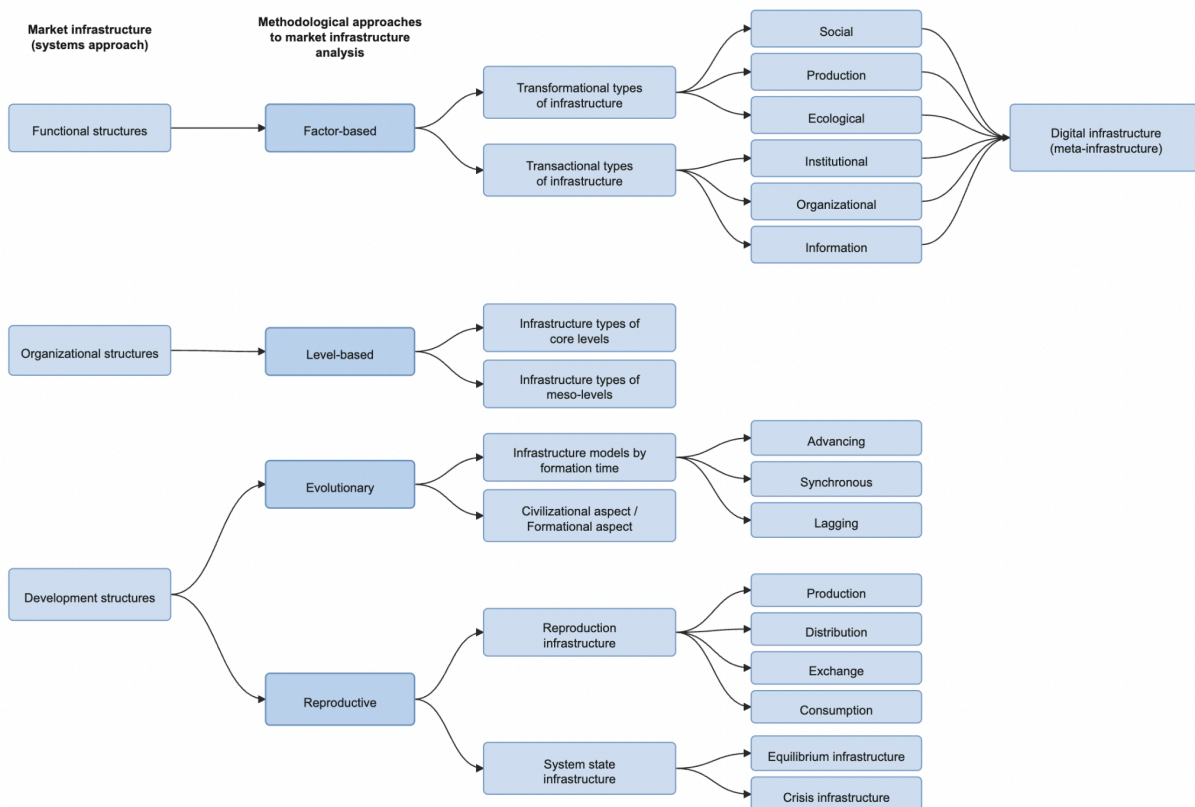 Market infrastructure
(systems approach)
Methodological approaches
to market infrastructure
analysis
Functional structures
Factor-based
Transformational types
of infrastructure
Transactional types
of infrastructure
Social
Production
Ecological
Institutional
Organizational
Information
Digital infrastructure
(meta-infrastructure)
Organizational structures
Level-based
Infrastructure types of
core levels
Infrastructure types of
meso-levels
Development structures
Evolutionary
Infrastructure models by
formation time
Civilizational aspect /
Formational aspect
Advancing
Synchronous
Lagging
Reproductive
Reproduction
infrastructure
Production
Distribution
Exchange
Consumption
System state
infrastructure
Equilibrium infrastructure
Crisis infrastructure